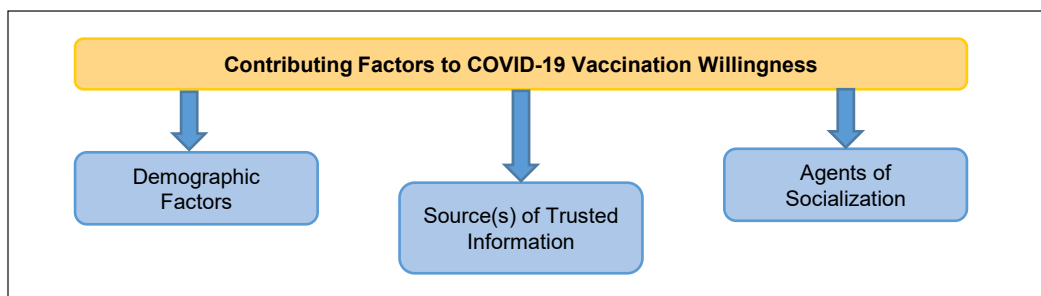 Contributing Factors to COVID-19 Vaccination Willingness
Demographic
Factors
Source(s) of Trusted
Information
Agents of
Socialization